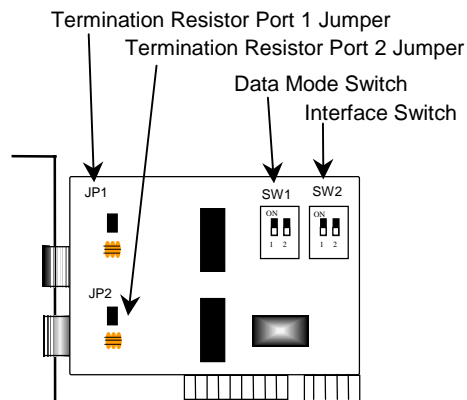 Termination Resistor Port 1 Jumper
Termination Resistor Port 2 Jumper
Data Mode Switch
Interface Switch
JP1
SW1
SW2
ON
ON
1 2
1 2
JP2